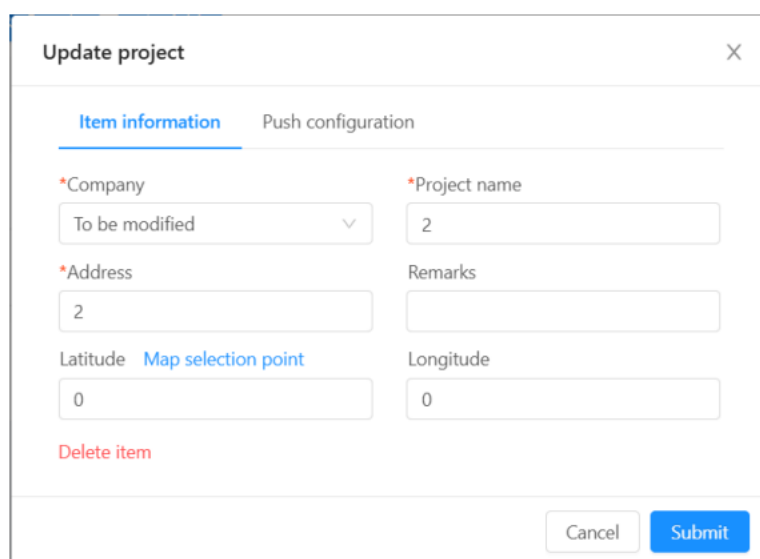 Update project
Item information Push configuration
*Company *Project name
To be modified 2
*Address Remarks
2
Latitude Map selection point Longitude
0 0
Delete item
Cancel Submit